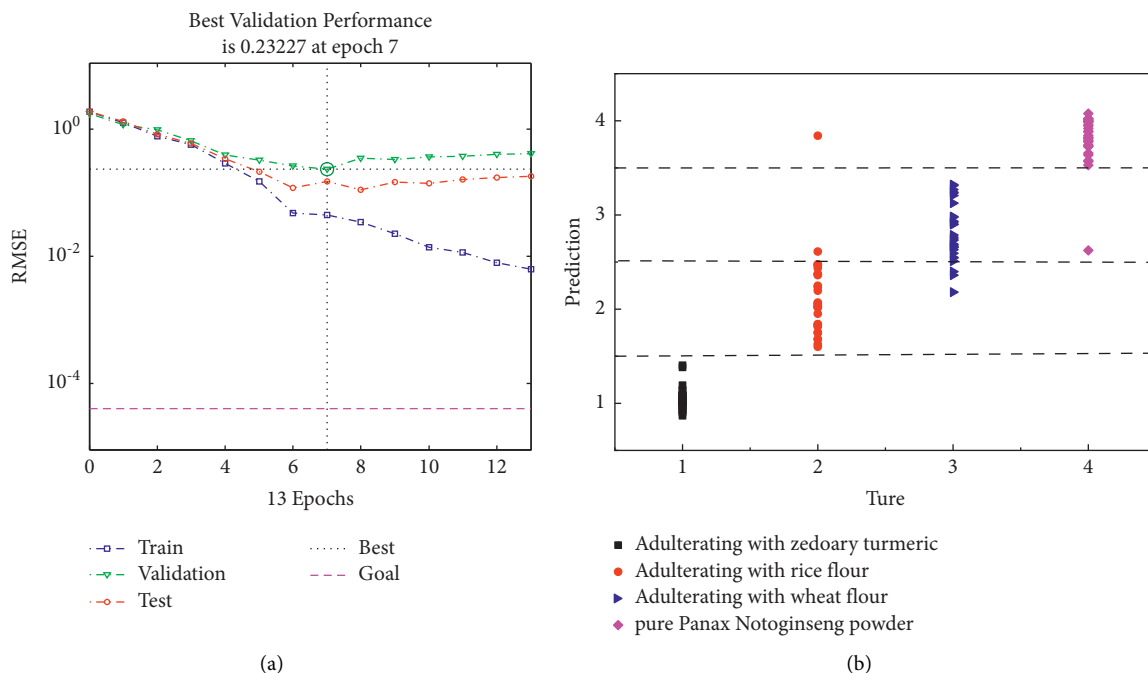 Best Validation Performance
is 0.23227 at epoch 7
10^0
10^-2
10^-4
RMSE
0 2 4 6 8 10 12
13 Epochs
Train
Validation
Test
Best
Goal
(a)
4
3
2
1
Prediction
1 2 3 4
Ture
Adulterating with zedoary turmeric
Adulterating with rice flour
Adulterating with wheat flour
pure Panax Notoginseng powder
(b)